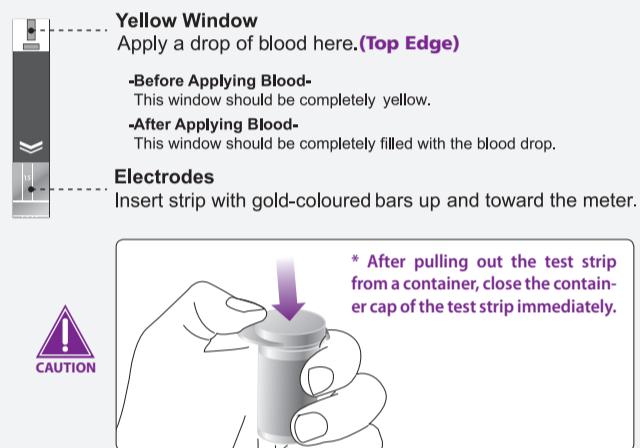 Yellow Window
Apply a drop of blood here.(Top Edge)
-Before Applying Blood-
This window should be completely yellow.
-After Applying Blood-
This window should be completely filled with the blood drop.
Electrodes
Insert strip with gold-coloured bars up and toward the meter.
* After pulling out the test strip
from a container, close the contain-
er cap of the test strip immediately.
CAUTION